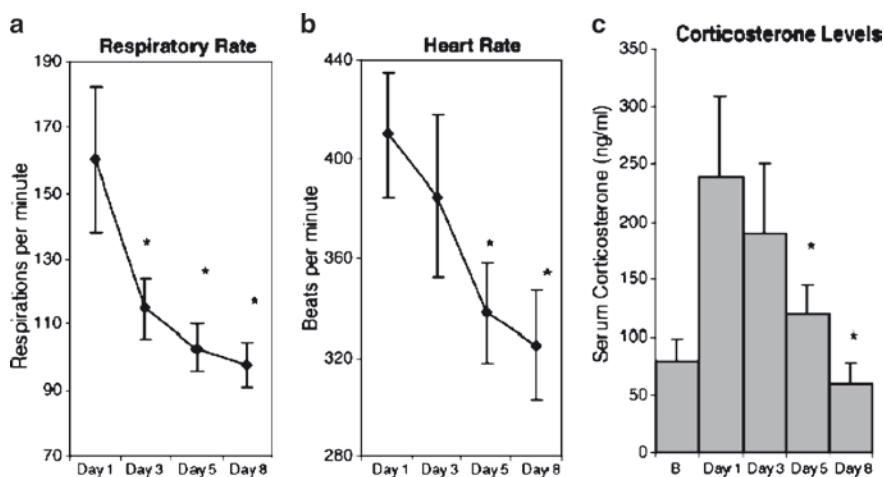 a
Respiratory Rate
190
170
150
130
110
90
70
Respirations per minute
Day 1 Day 3 Day 5 Day 8
*
*
*
b
Heart Rate
440
400
360
320
280
Beats per minute
Day 1 Day 3 Day 5 Day 8
*
*
c
Corticosterone Levels
350
300
250
200
150
100
50
0
Serum Corticosterone (ng/ml)
B Day 1 Day 3 Day 5 Day 8
*
*